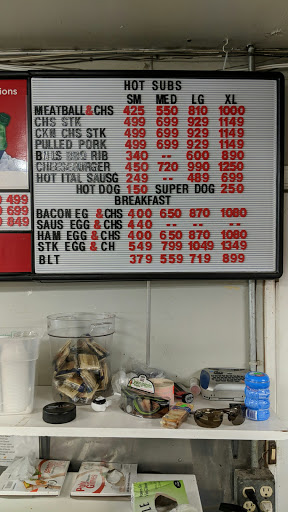 HOT SUBS
SM MED LG XL
MEATBALL&CHS 425 550 810 1000
CHS STK 499 699 929 1149
CKN CHS STK 499 699 929 1149
PULLED PORK 499 699 929 1149
BBQ RIB 340 -- 600 890
CHEESEBURGER 450 720 990 1250
HOT ITAL SAUSG 249 -- 489 699
HOT DOG 150 SUPER DOG 250
BREAKFAST
BACON EG &CHS 400 650 870 1080
SAUS EGG &CHS 440 -- -- --
HAM EGG &CHS 400 650 870 1080
STK EGG &CH 549 799 1049 1349
BLT 379 559 719 899
499
699
849